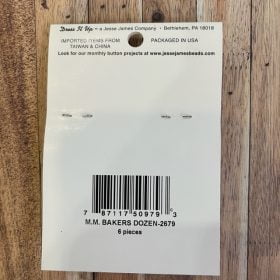 Dress It Up - a Jesse James Company • Bethlehem, PA 18018
IMPORTED ITEMS FROM TAIWAN & CHINA
PACKAGED IN USA
Look for our monthly button projects at www.jessejamesbeads.com
7 87117 50979 3
M.M. BAKERS DOZEN-2679
6 pieces